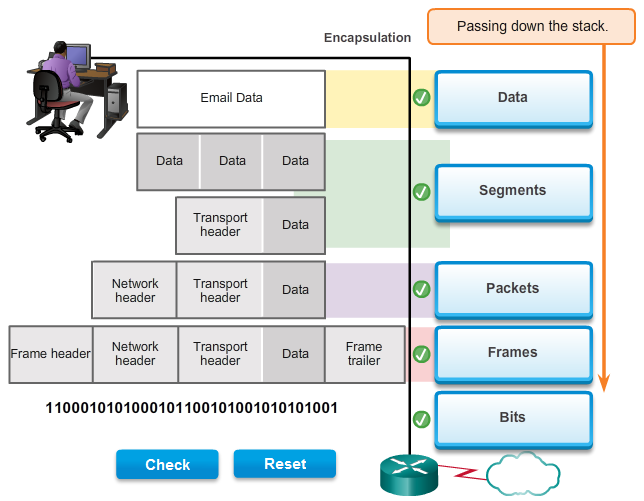 Passing down the stack.
Encapsulation
Email Data
Data
Data Data Data
Segments
Transport
header
Data
Network
header
Transport
header
Data
Packets
Frame header
Network
header
Transport
header
Data
Frame
trailer
Frames
1100010101000101100101001010101001
Bits
Check
Reset